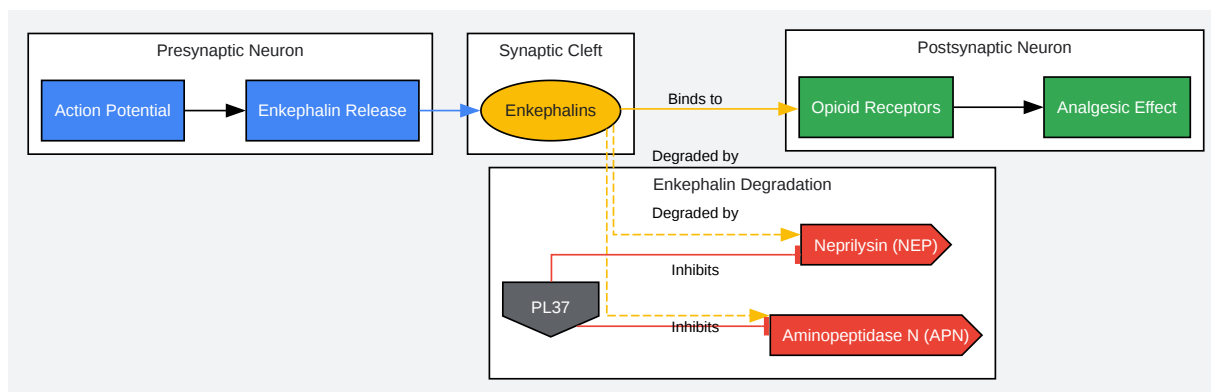 Presynaptic Neuron
Synaptic Cleft
Postsynaptic Neuron
Action Potential
Enkephalin Release
Enkephalins
Binds to
Opioid Receptors
Analgesic Effect
Degraded by
Enkephalin Degradation
Degraded by
Neprilysin (NEP)
Inhibits
PL37
Inhibits
Aminopeptidase N (APN)